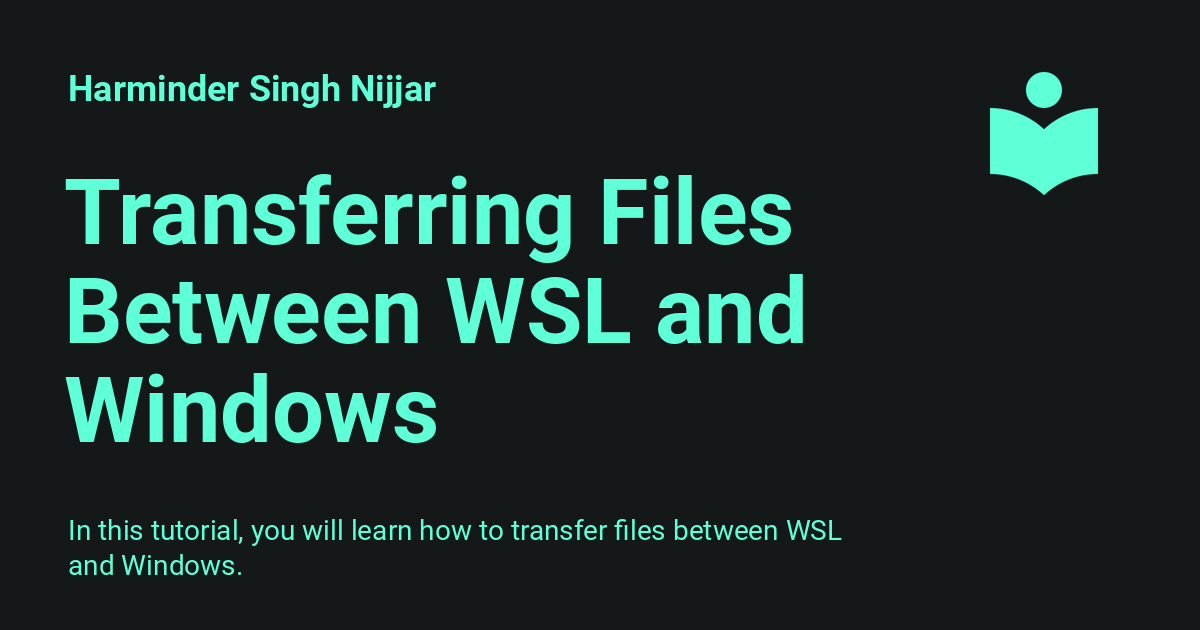 Harminder Singh Nijjar
Transferring Files
Between WSL and
Windows
In this tutorial, you will learn how to transfer files between WSL
and Windows.